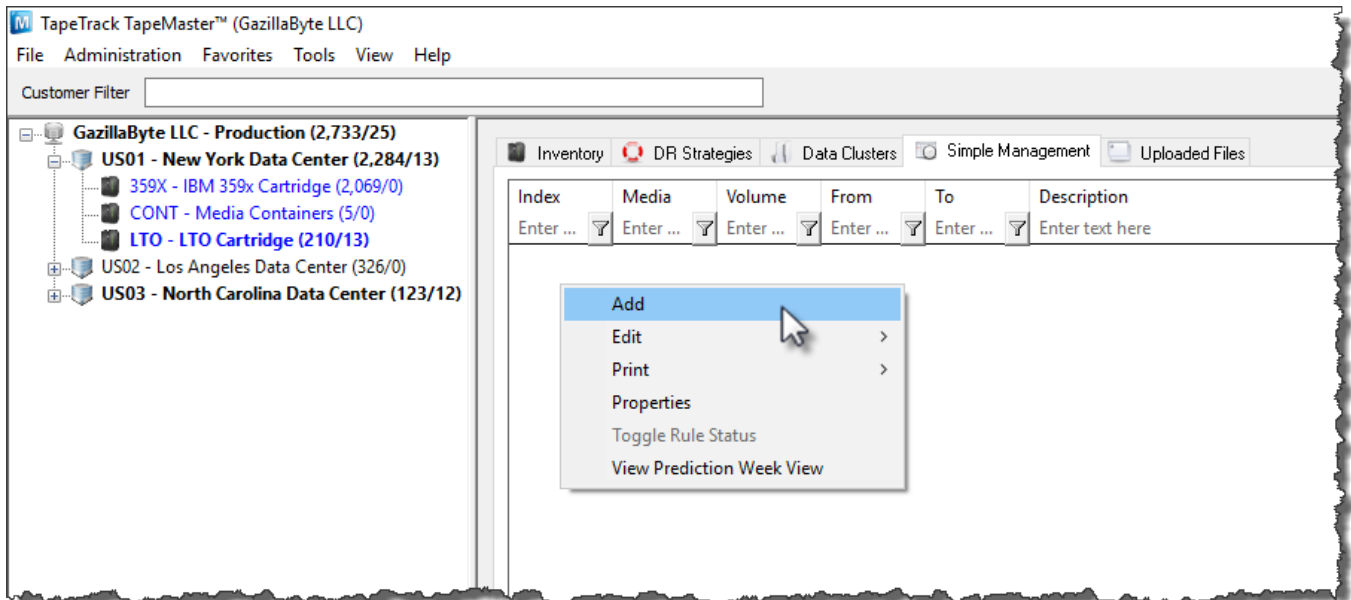 TapeTrack TapeMaster™ (GazillaByte LLC)
File Administration Favorites Tools View Help
Customer Filter
GazillaByte LLC - Production (2,733/25)
US01 - New York Data Center (2,284/13)
359X - IBM 359x Cartridge (2,069/0)
CONT - Media Containers (5/0)
LTO - LTO Cartridge (210/13)
US02 - Los Angeles Data Center (326/0)
US03 - North Carolina Data Center (123/12)
Inventory DR Strategies Data Clusters Simple Management Uploaded Files
Index Media Volume From To Description
Enter ... Enter ... Enter ... Enter ... Enter ... Enter text here
Add
Edit
Print
Properties
Toggle Rule Status
View Prediction Week View